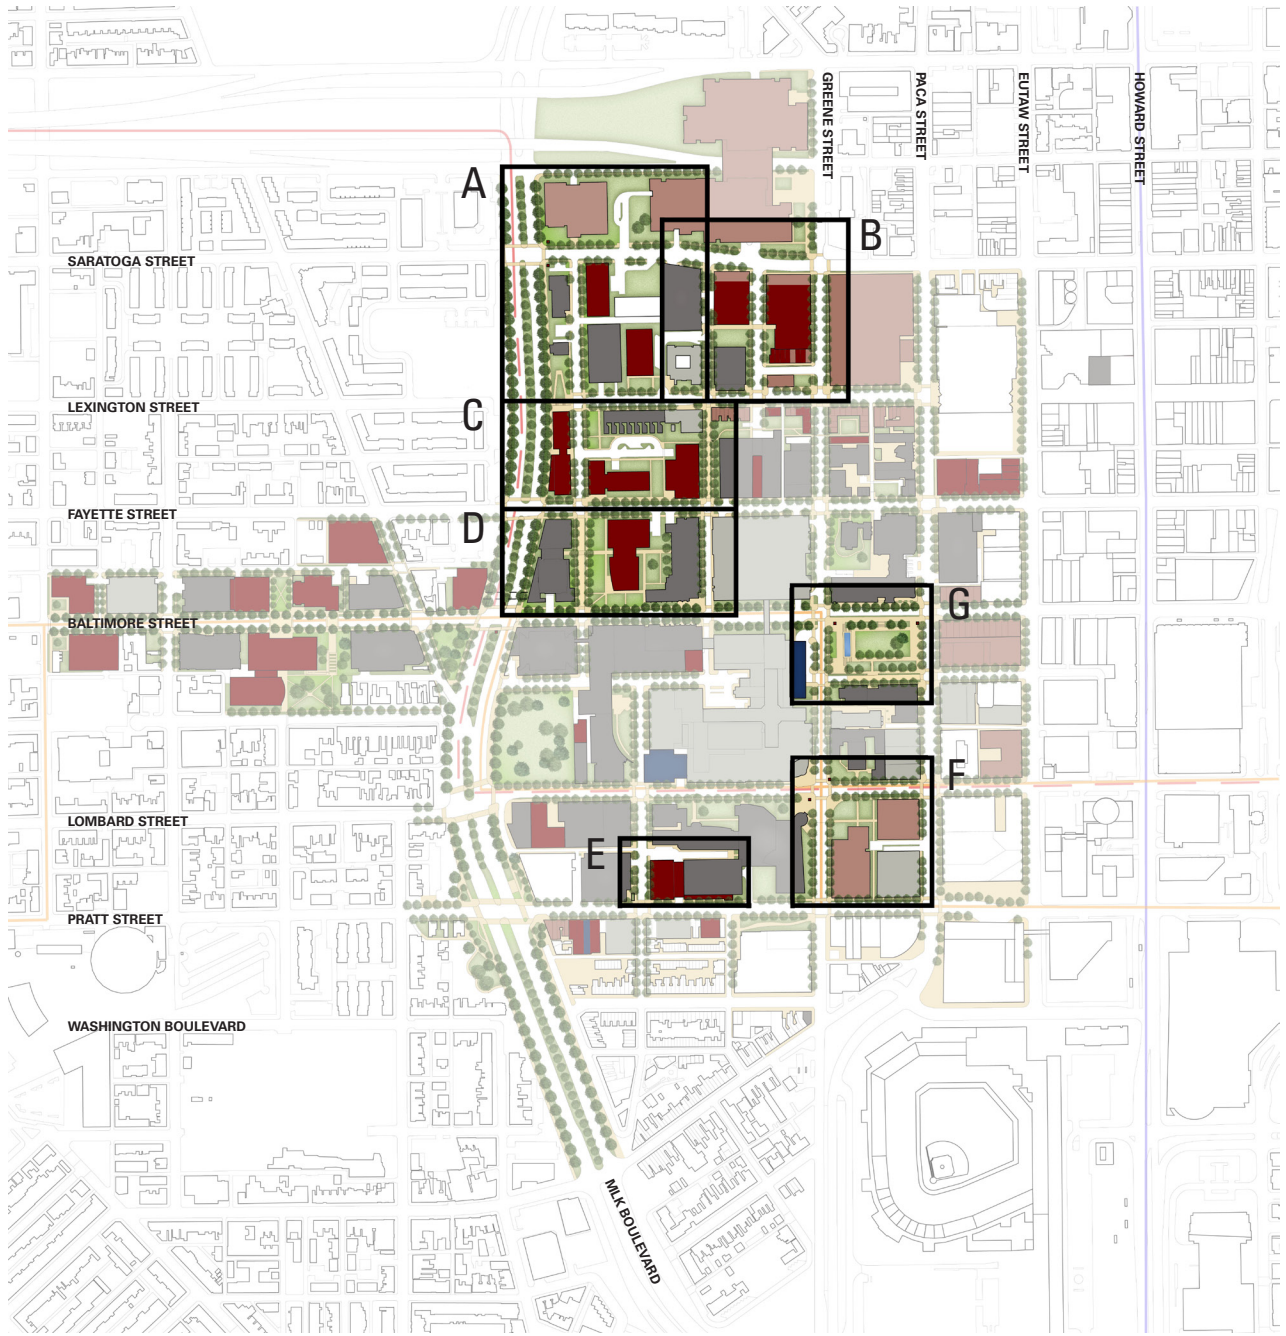 GREENE STREET
PACA STREET
EUTAW STREET
HOWARD STREET
A
B
SARATOGA STREET
LEXINGTON STREET
C
FAYETTE STREET
D
G
BALTIMORE STREET
F
LOMBARD STREET
E
PRATT STREET
WASHINGTON BOULEVARD
MLK BOULEVARD